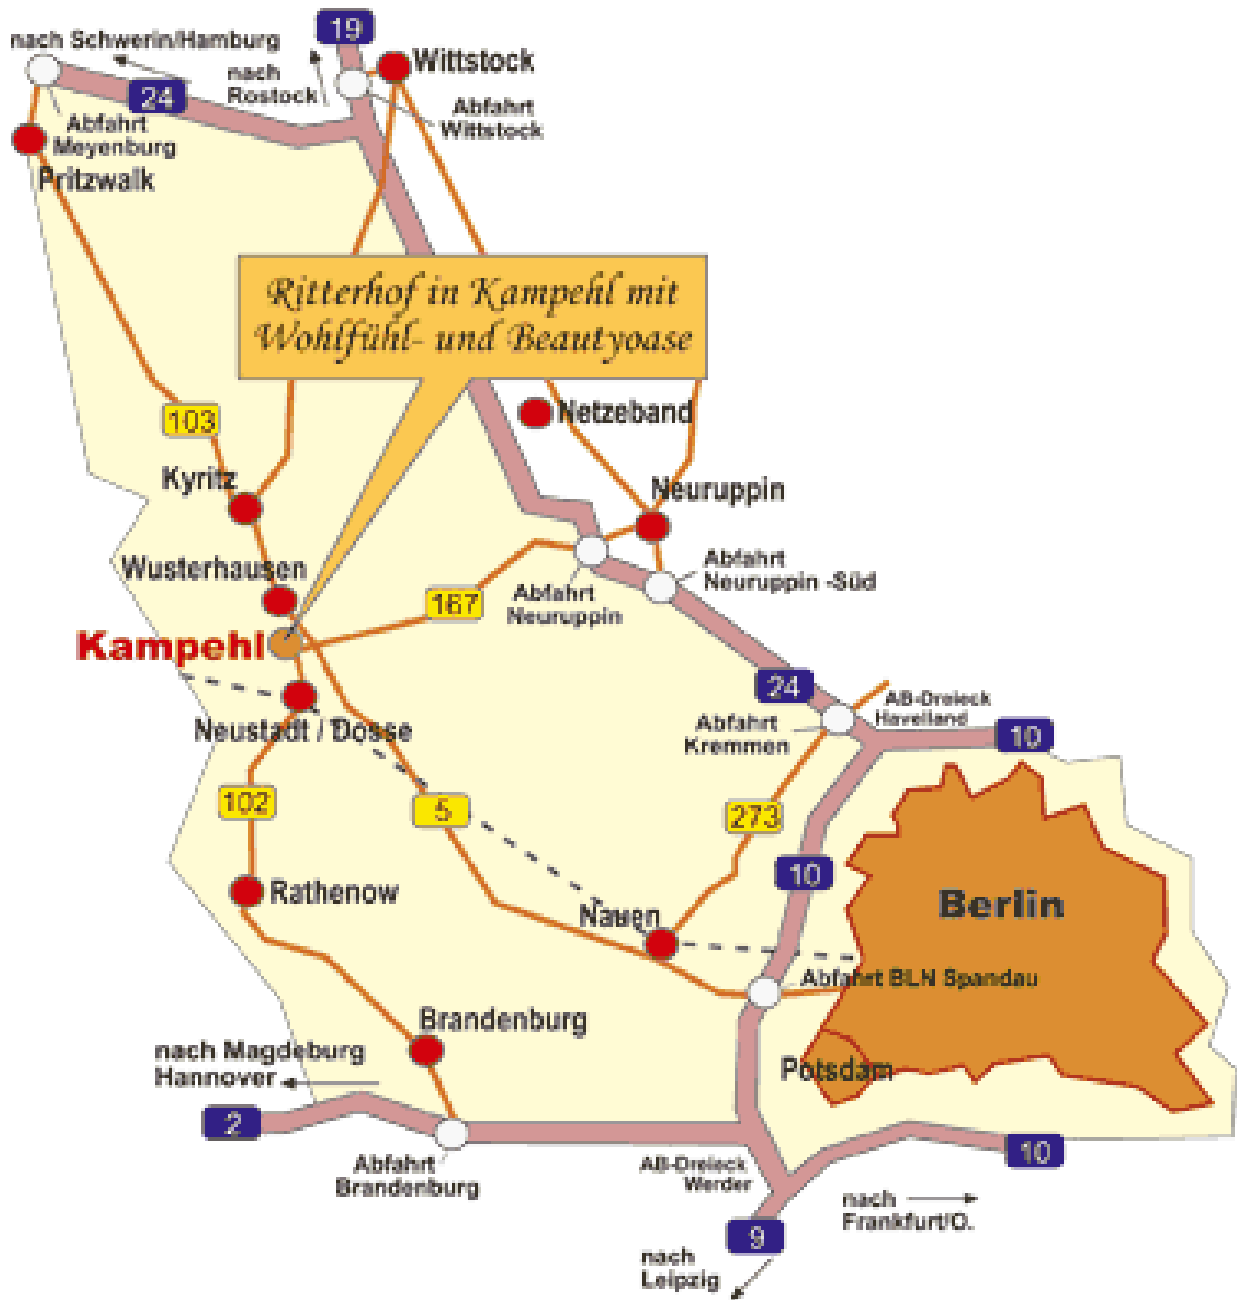 19
nach Schwerin/Hamburg
Wittstock
nach
Rostock
24
Abfahrt
Wittstock
Abfahrt
Meyenburg
Pritzwalk
Ritterhof in Kampehl mit
Wohlfühl- und Beautyoase
103
Netzeband
Kyritz
Neuruppin
Wusterhausen
Abfahrt
Neuruppin -Süd
Abfahrt
Neuruppin
167
Kampehl
24
Neustadt / Dosse
AB-Dreieck
Havelland
Abfahrt
Kremmen
10
102
5
273
10
Rathenow
Berlin
Nauen
Abfahrt BLN Spandau
Brandenburg
nach Magdeburg
Hannover
Potsdam
2
Abfahrt
Brandenburg
AB-Dreieck
Werder
10
nach
Frankfurt/O.
9
nach
Leipzig